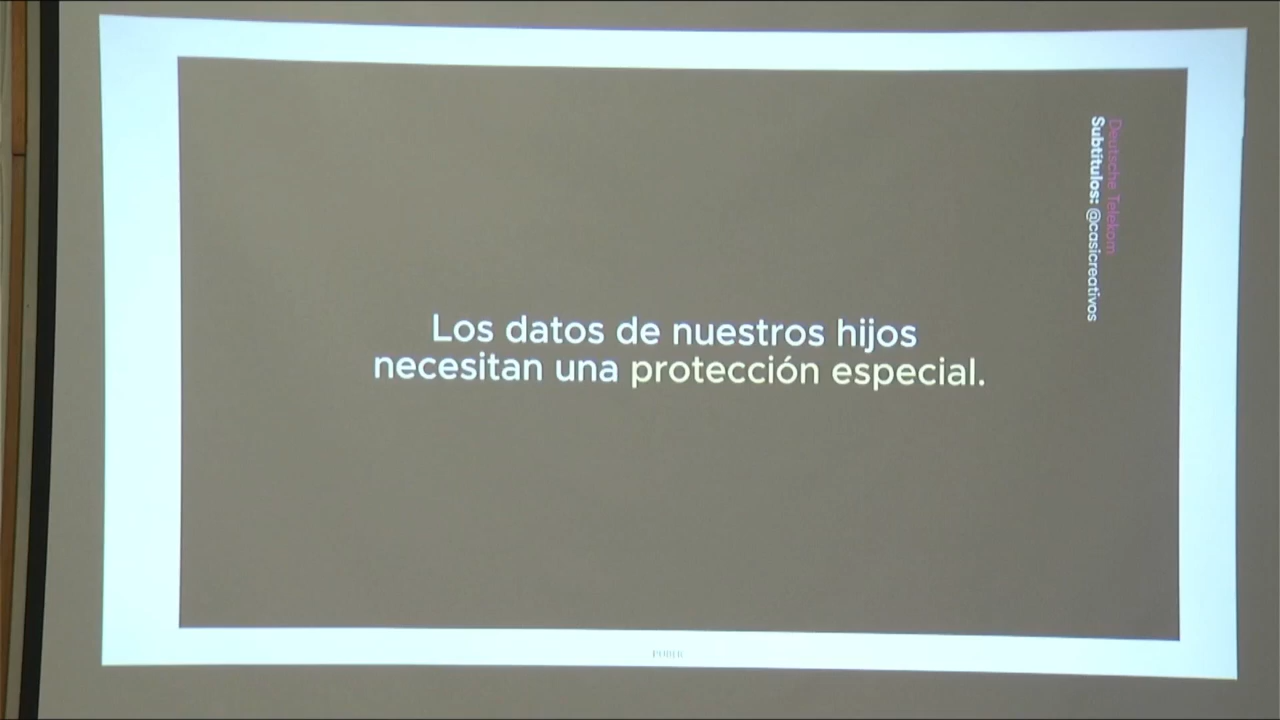 Los datos de nuestros hijos
necesitan una protección especial.
Deutsche Telekom
Subtítulos: @casicreativos